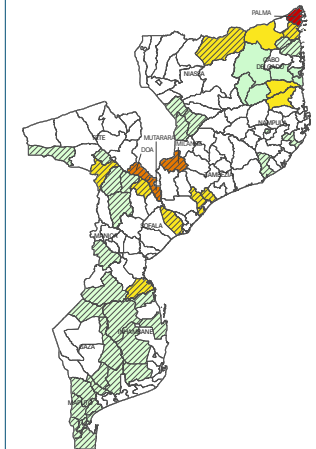 PALMA
CABO
DELGADO
NIASSA
NAMPULA
TETE
MUTARARA
MILANGE
DOA
ZAMBEZIA
SOFALA
MANICA
INHAMBANE
GAZA
MAPUTO